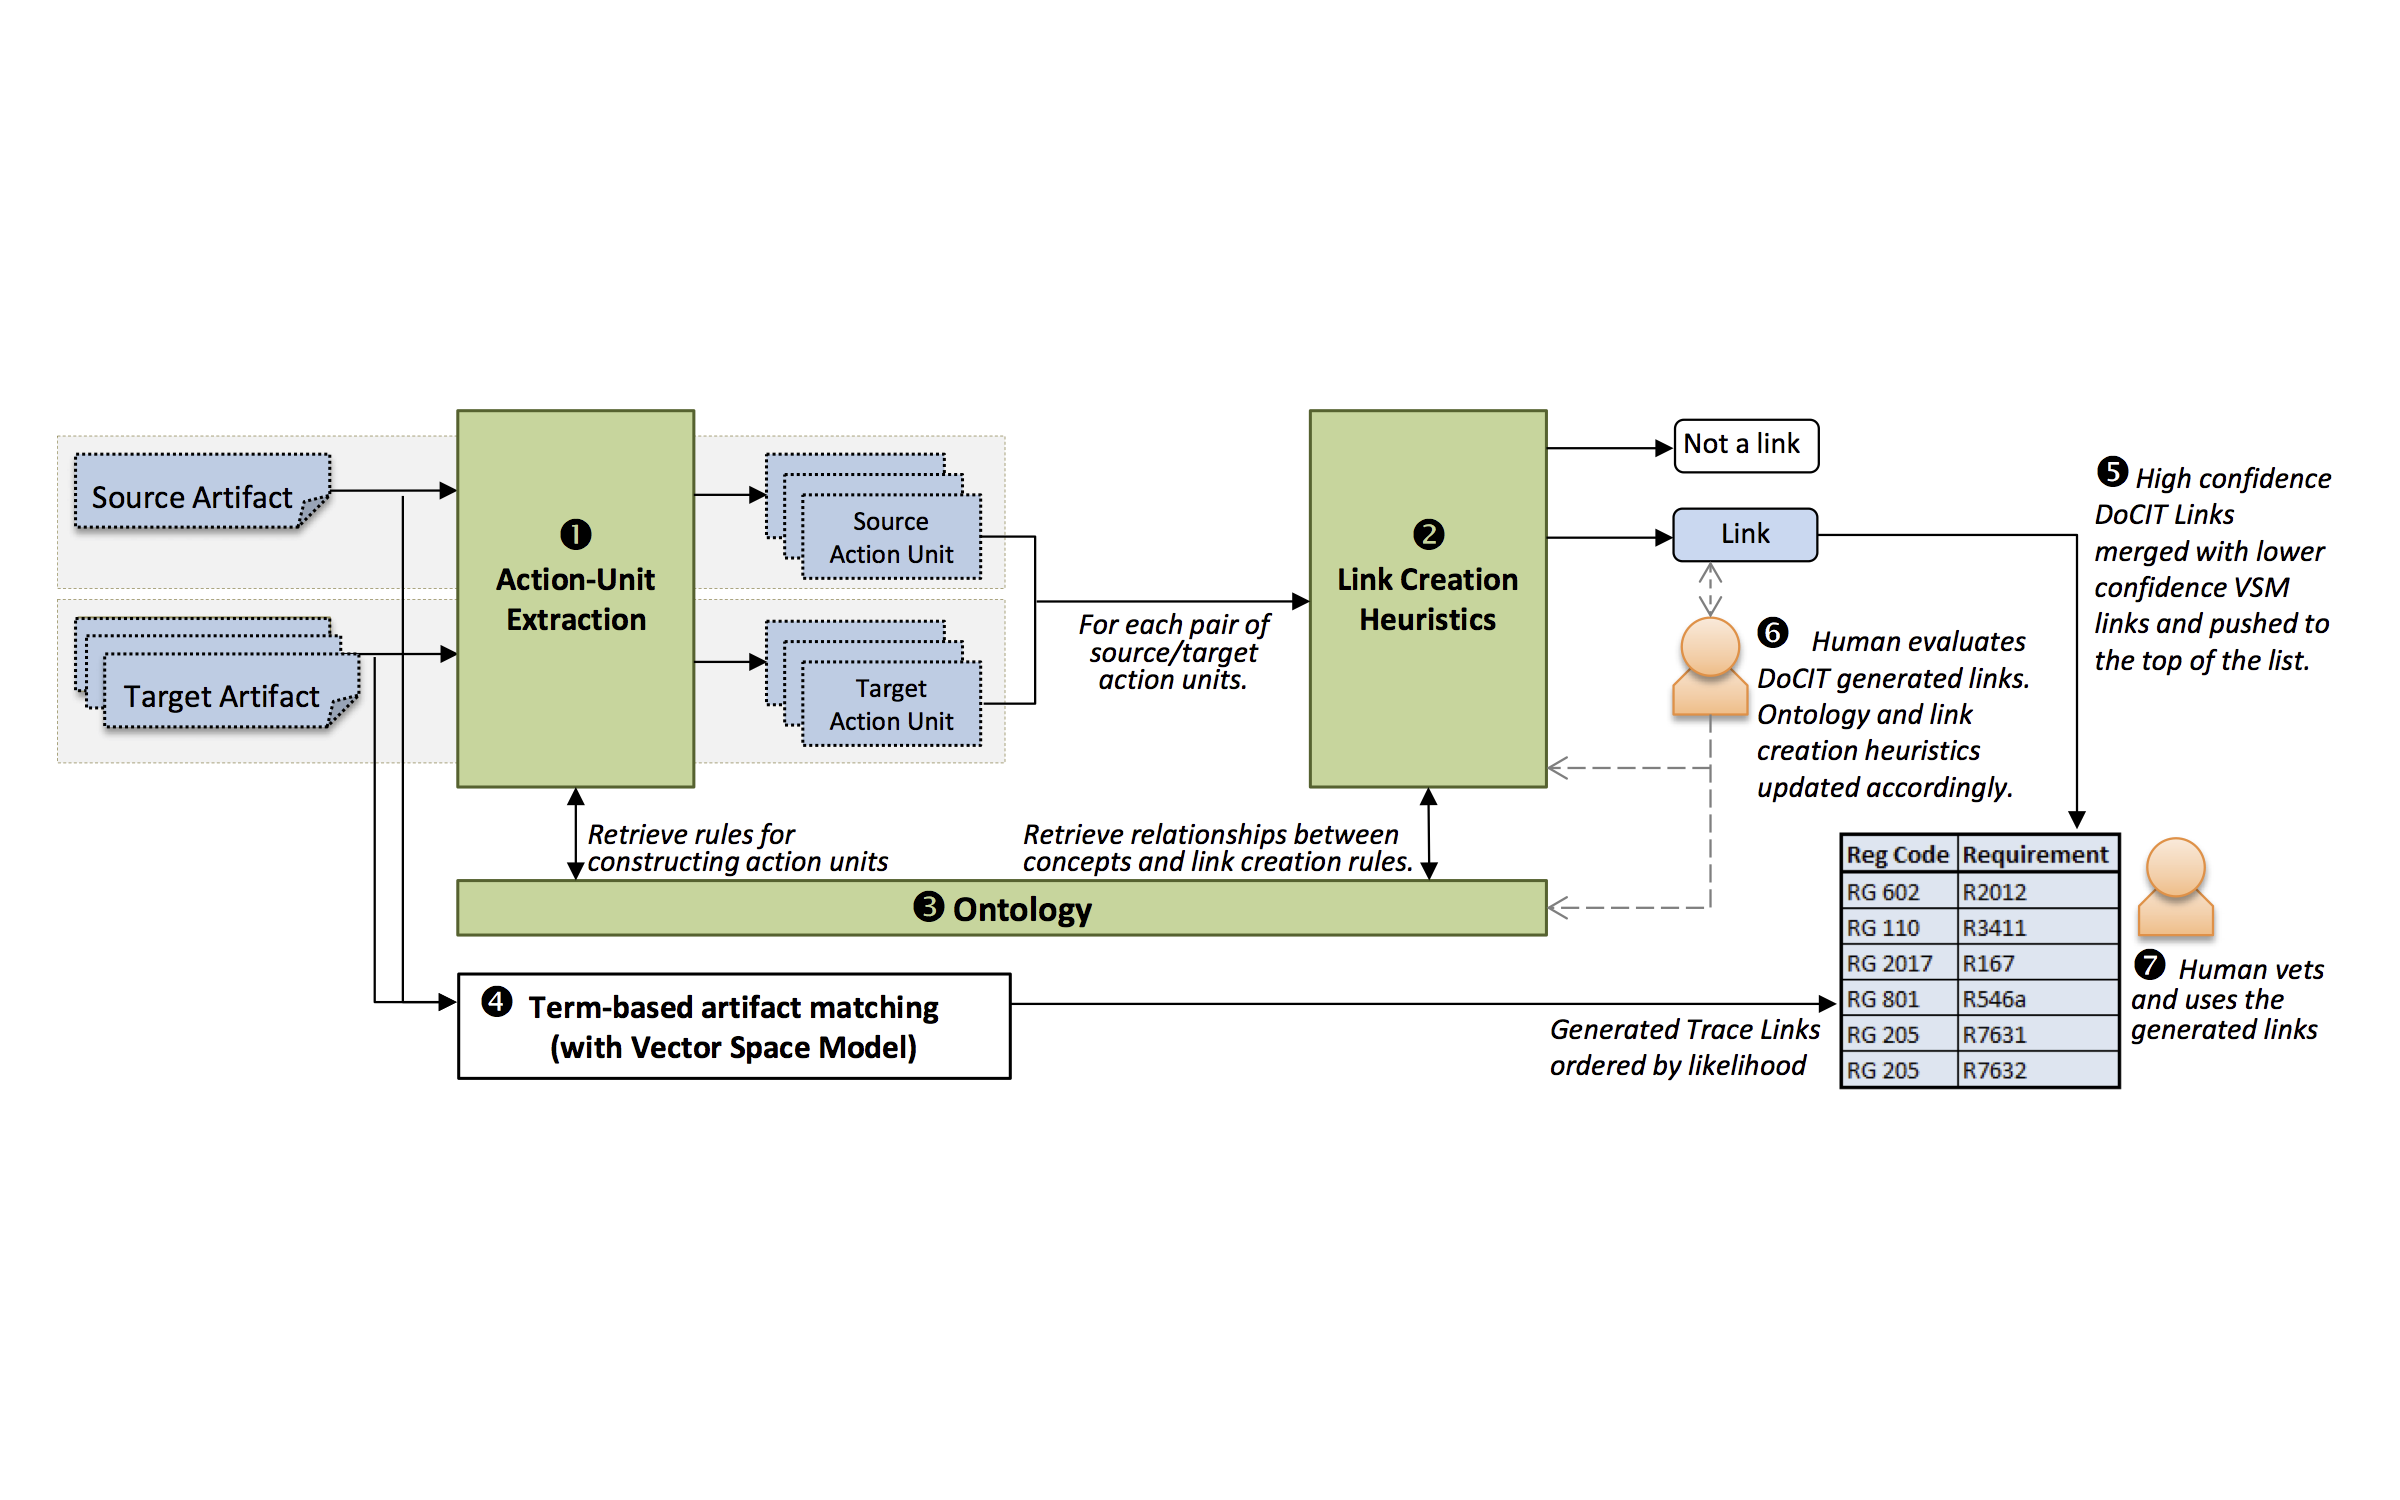 Source Artifact
Target Artifact
❶
Action-Unit
Extraction
Source
Action Unit
Target
Action Unit
For each pair of
source/target
action units.
❷
Link Creation
Heuristics
Not a link
Link
❺ High confidence
DoCIT Links
merged with lower
confidence VSM
links and pushed to
the top of the list.
❻ Human evaluates
DoCIT generated links.
Ontology and link
creation heuristics
updated accordingly.
Retrieve rules for
constructing action units
Retrieve relationships between
concepts and link creation rules.
❸ Ontology
❹ Term-based artifact matching
(with Vector Space Model)
Generated Trace Links
ordered by likelihood
Reg Code Requirement
RG 602 R2012
RG 110 R3411
RG 2017 R167
RG 801 R546a
RG 205 R7631
RG 205 R7632
❼ Human vets
and uses the
generated links